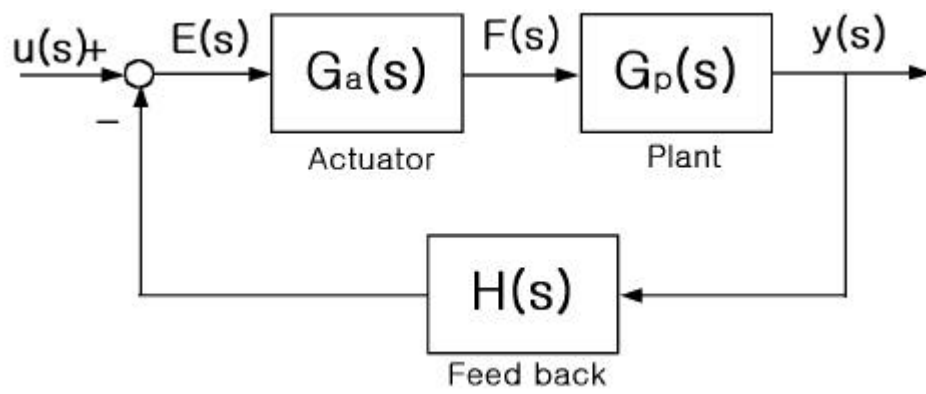 u(s)+ E(s) Ga(s) F(s) Gp(s) y(s)
−
Actuator Plant
H(s)
Feed back